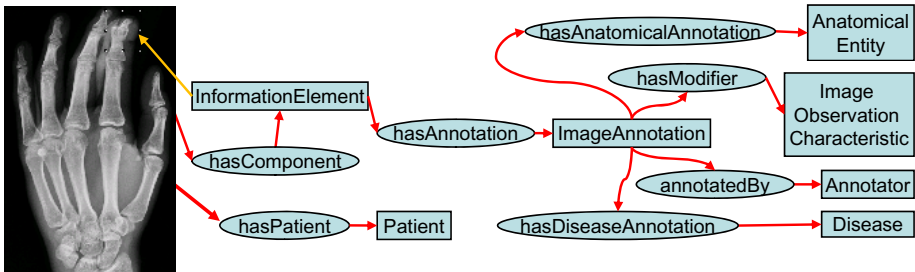 hasAnatomicalAnnotation
Anatomical
Entity
hasModifier
InformationElement
Image
Observation
Characteristic
hasAnnotation
ImageAnnotation
hasComponent
annotatedBy
Annotator
hasPatient
Patient
hasDiseaseAnnotation
Disease